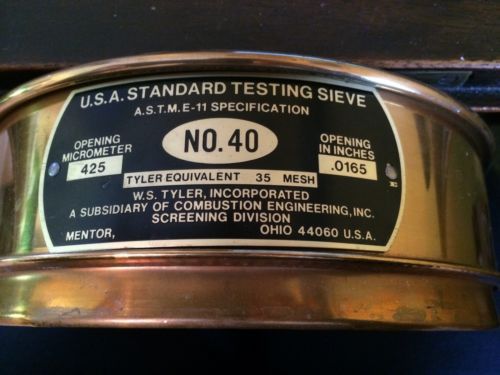 U.S.A. STANDARD TESTING SIEVE
A.S.T.M. E-11 SPECIFICATION
OPENING
MICROMETER
425
NO. 40
OPENING
IN INCHES
.0165
TYLER EQUIVALENT 35 MESH
W.S. TYLER, INCORPORATED
A SUBSIDIARY OF COMBUSTION ENGINEERING, INC.
SCREENING DIVISION
MENTOR, OHIO 44060 U.S.A.